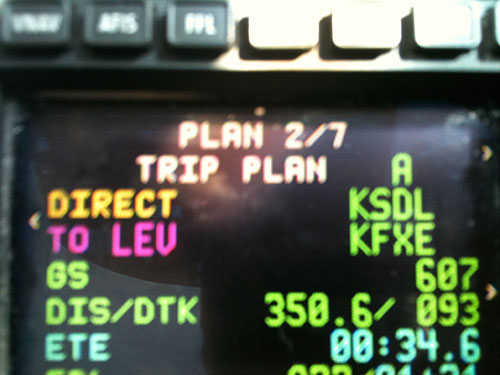 VNAV AFIS FPL
PLAN 2/7
TRIP PLAN A
DIRECT KSDL
TO LEV KFXE
GS 607
DIS/DTK 350.6/ 093
ETE 00:34.6